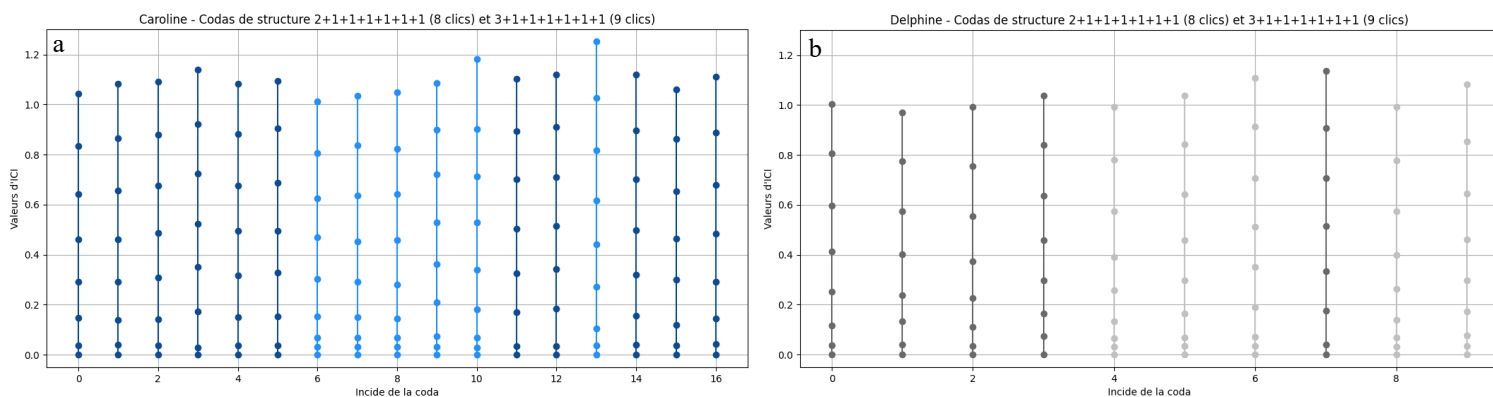 Caroline - Codas de structure 2+1+1+1+1+1+1 (8 clics) et 3+1+1+1+1+1+1 (9 clics)
a
Valeurs d'ICI
1.2
1.0
0.8
0.6
0.4
0.2
0.0
0 2 4 6 8 10 12 14 16
Incide de la coda
Delphine - Codas de structure 2+1+1+1+1+1+1 (8 clics) et 3+1+1+1+1+1+1 (9 clics)
b
Valeurs d'ICI
1.2
1.0
0.8
0.6
0.4
0.2
0.0
0 2 4 6 8
Incide de la coda